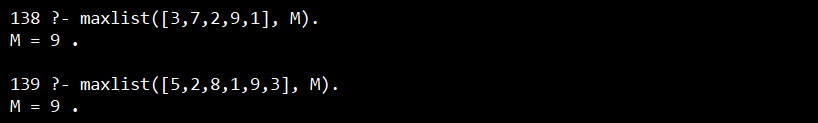 138 ?- maxlist([3,7,2,9,1], M).
M = 9 .
139 ?- maxlist([5,2,8,1,9,3], M).
M = 9 .